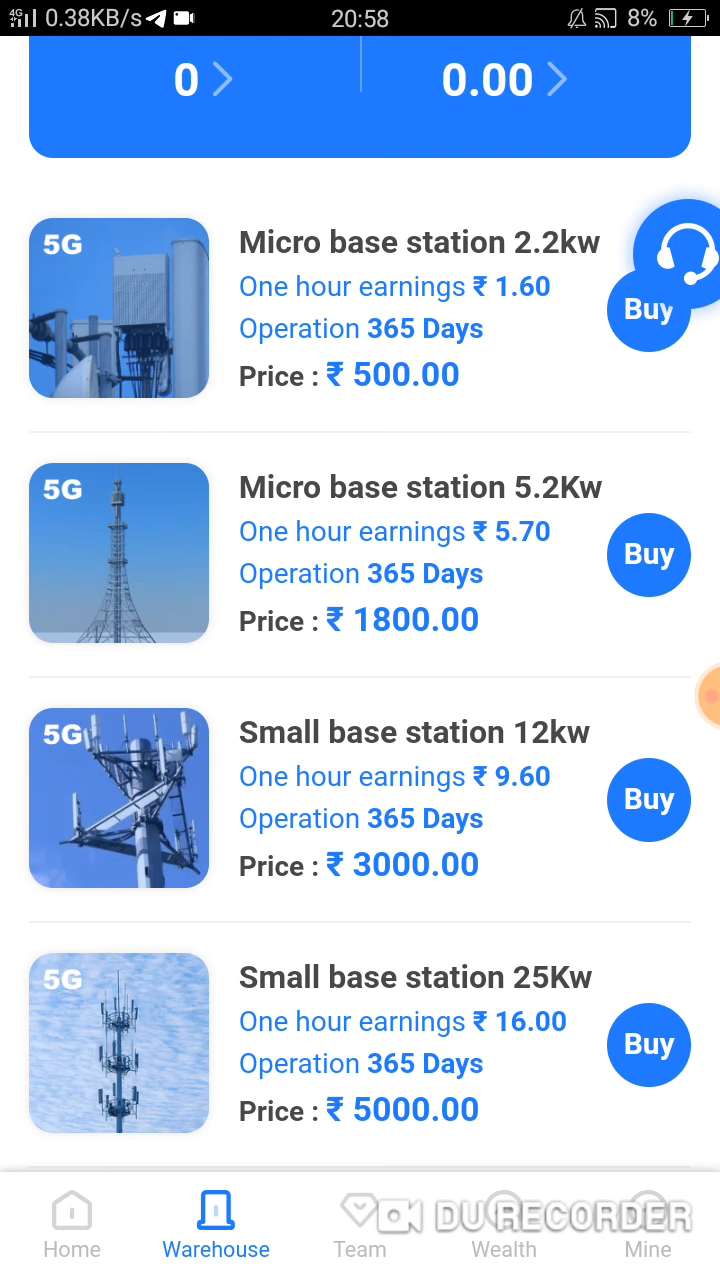 4G 0.38KB/s 20:58 8%
0 0.00
5G
Micro base station 2.2kw
One hour earnings ₹ 1.60
Operation 365 Days
Price : ₹ 500.00
Buy
5G
Micro base station 5.2Kw
One hour earnings ₹ 5.70
Operation 365 Days
Price : ₹ 1800.00
Buy
5G
Small base station 12kw
One hour earnings ₹ 9.60
Operation 365 Days
Price : ₹ 3000.00
Buy
5G
Small base station 25Kw
One hour earnings ₹ 16.00
Operation 365 Days
Price : ₹ 5000.00
Buy
DU RECORDER
Home Warehouse Team Wealth Mine